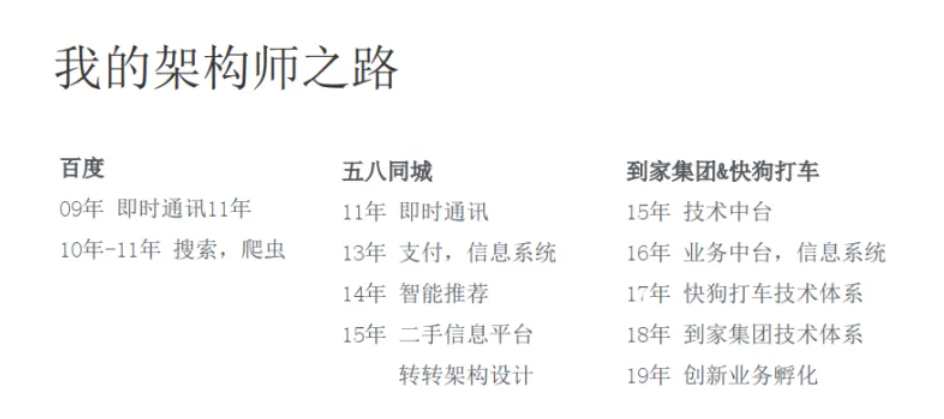 我的架构师之路
百度
09年 即时通讯11年
10年-11年 搜索，爬虫
五八同城
11年 即时通讯
13年 支付，信息系统
14年 智能推荐
15年 二手信息平台
转转架构设计
到家集团&快狗打车
15年 技术中台
16年 业务中台，信息系统
17年 快狗打车技术体系
18年 到家集团技术体系
19年 创新业务孵化